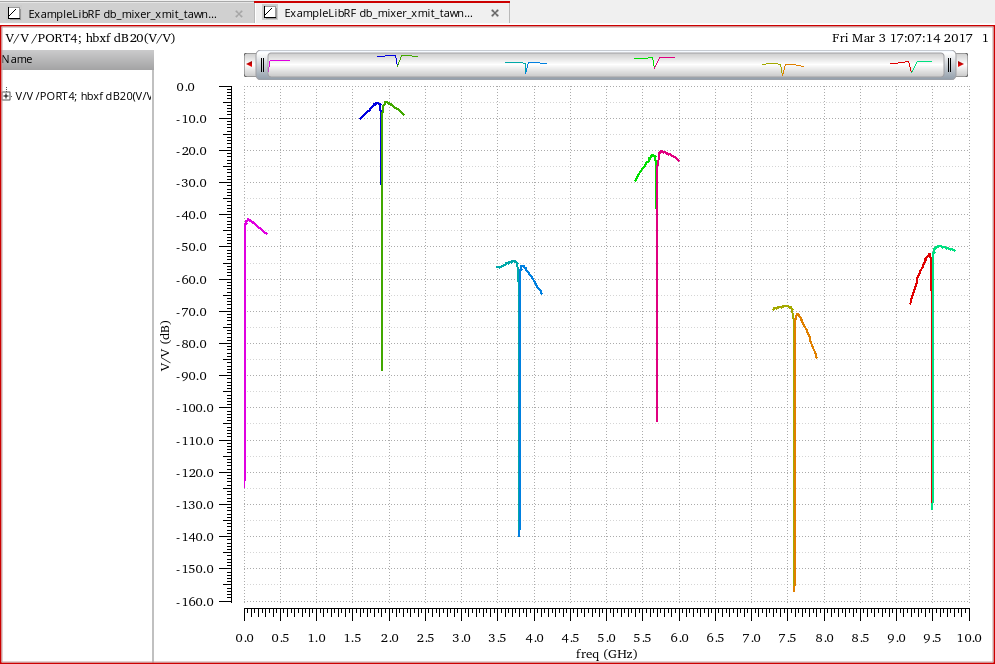 ExampleLibRF db_mixer_xmit_tawn... × ExampleLibRF db_mixer_xmit_tawn... ×
V/V /PORT4; hbxf dB20(V/V) Fri Mar 3 17:07:14 2017 1
Name
V/V /PORT4; hbxf dB20(V/V
0.0
-10.0
-20.0
-30.0
-40.0
-50.0
-60.0
-70.0
-80.0
-90.0
-100.0
-110.0
-120.0
-130.0
-140.0
-150.0
-160.0
V/V (dB)
0.0 0.5 1.0 1.5 2.0 2.5 3.0 3.5 4.0 4.5 5.0 5.5 6.0 6.5 7.0 7.5 8.0 8.5 9.0 9.5 10.0
freq (GHz)